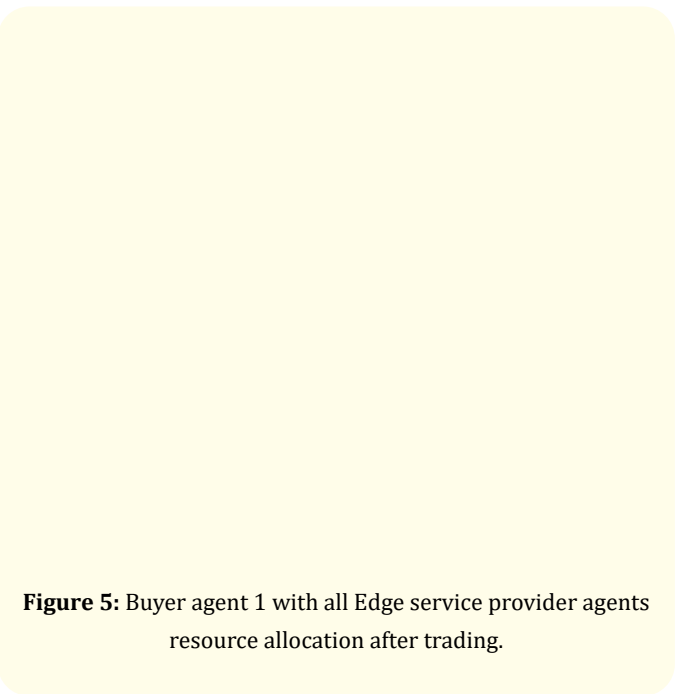 Figure 5: Buyer agent 1 with all Edge service provider agents
resource allocation after trading.